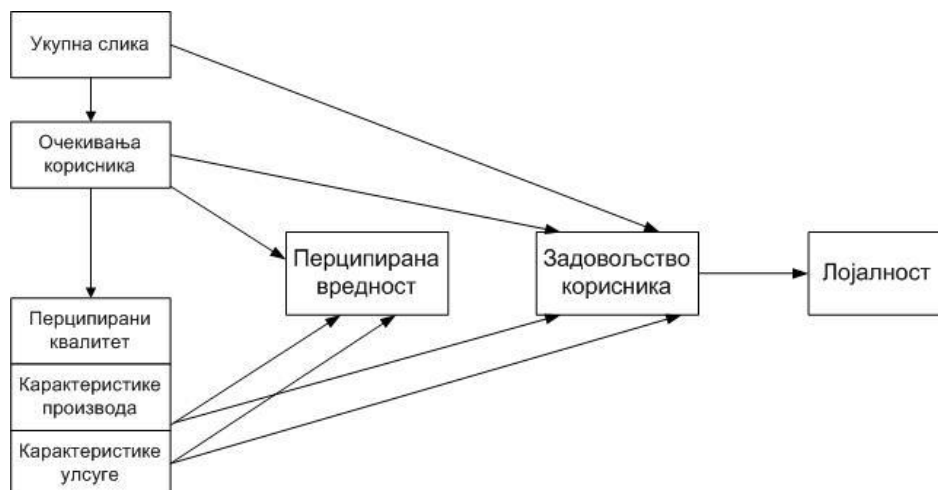 Укупна слика
Очекивања
корисника
Перципирана
вредност
Задовољство
корисника
Лојалност
Перципирани
квалитет
Карактеристике
производа
Карактеристике
улсуге